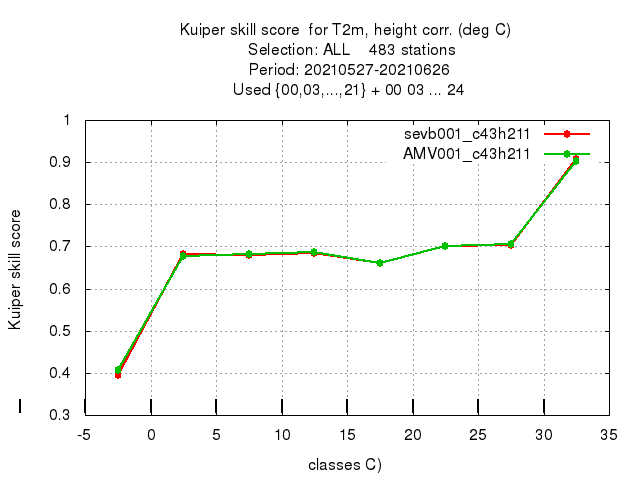 Kuiper skill score  for T2m, height corr. (deg C)
Selection: ALL    483 stations
Period: 20210527-20210626
Used {00,03,...,21} + 00 03 ... 24
sevb001_c43h211
AMV001_c43h211
1
0.9
0.8
0.7
0.6
0.5
0.4
0.3
Kuiper skill score
-5 0 5 10 15 20 25 30 35
classes C)